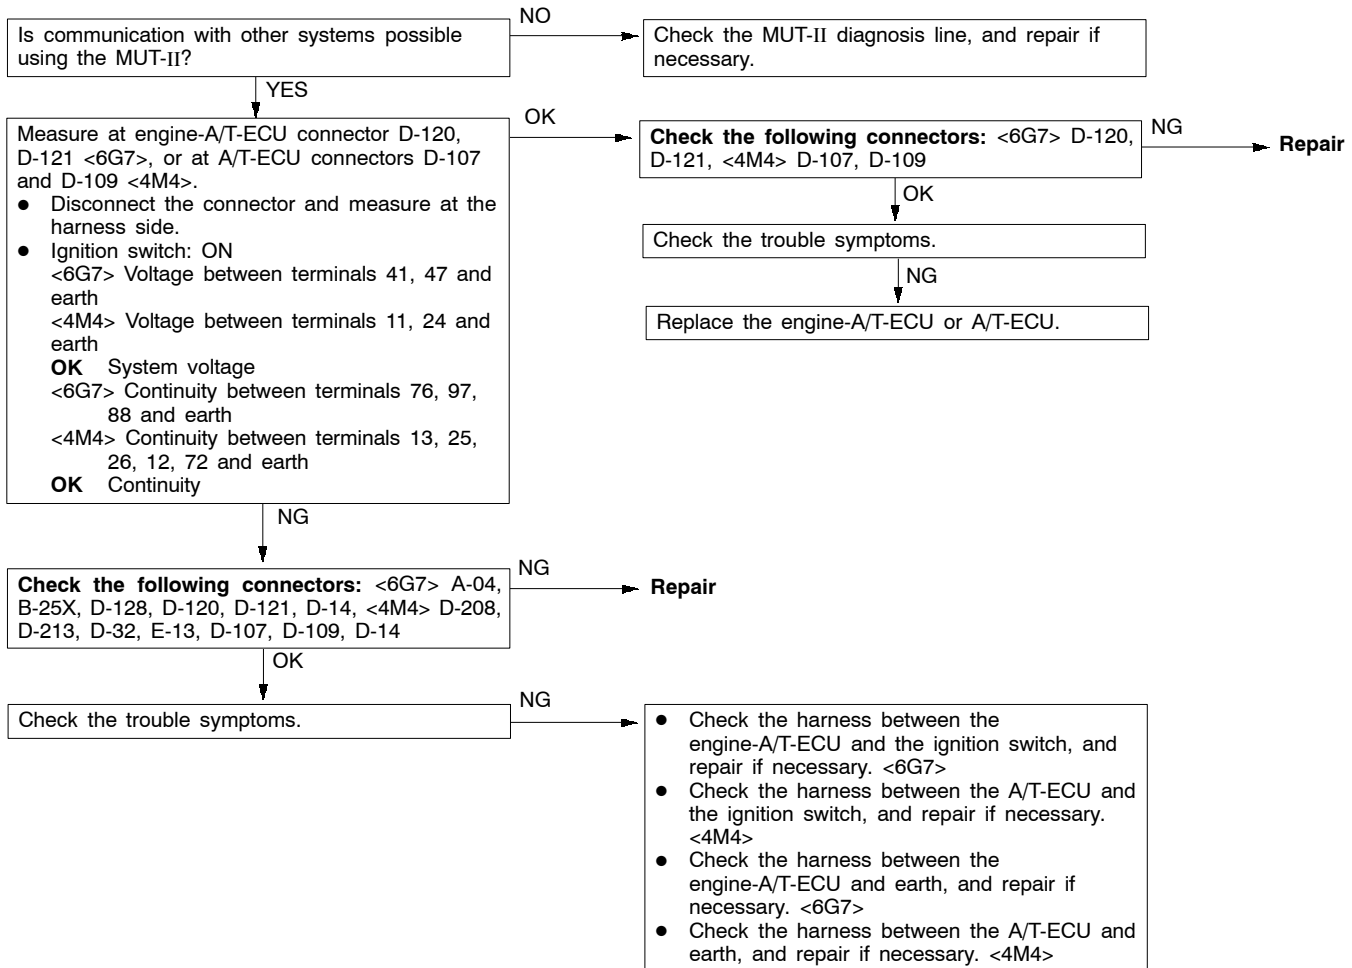 Is communication with other systems possible
using the MUT-II?
NO
Check the MUT-II diagnosis line, and repair if
necessary.
YES
Measure at engine-A/T-ECU connector D-120,
D-121 <6G7>, or at A/T-ECU connectors D-107
and D-109 <4M4>.
● Disconnect the connector and measure at the
harness side.
● Ignition switch: ON
<6G7> Voltage between terminals 41, 47 and
earth
<4M4> Voltage between terminals 11, 24 and
earth
OK System voltage
<6G7> Continuity between terminals 76, 97,
88 and earth
<4M4> Continuity between terminals 13, 25,
26, 12, 72 and earth
OK Continuity
OK
Check the following connectors: <6G7> D-120,
D-121, <4M4> D-107, D-109
NG
Repair
OK
Check the trouble symptoms.
NG
Replace the engine-A/T-ECU or A/T-ECU.
NG
Check the following connectors: <6G7> A-04,
B-25X, D-128, D-120, D-121, D-14, <4M4> D-208,
D-213, D-32, E-13, D-107, D-109, D-14
NG
Repair
OK
Check the trouble symptoms.
NG
● Check the harness between the
engine-A/T-ECU and the ignition switch, and
repair if necessary. <6G7>
● Check the harness between the A/T-ECU and
the ignition switch, and repair if necessary.
<4M4>
● Check the harness between the
engine-A/T-ECU and earth, and repair if
necessary. <6G7>
● Check the harness between the A/T-ECU and
earth, and repair if necessary. <4M4>